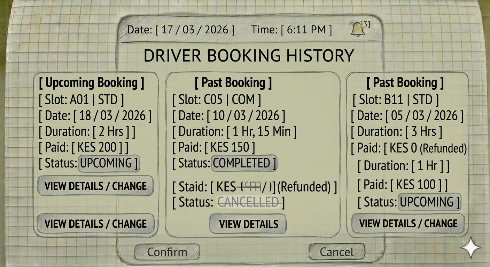 Date: [ 17 / 03 / 2026 ] Time: [ 6:11 PM ] [3]
DRIVER BOOKING HISTORY
[ Upcoming Booking ]
[ Slot: A01 | STD ]
[ Date: [ 18 / 03 / 2026 ]
[ Duration: [ 2 Hrs ] ]
[ Paid: [ KES 200 ] ]
[ Status: UPCOMING ]
VIEW DETAILS / CHANGE
VIEW DETAILS / CHANGE
[ Past Booking ]
[ Slot: C05 | COM ]
[ Date: [ 10 / 03 / 2026 ]
[ Duration: [ 1 Hr, 15 Min ]
[ Paid: [ KES 150 ]
[ Status: COMPLETED ]
[ Staid: [ KES (Refunded) ]
[ Status: CANCELLED ]
VIEW DETAILS
[ Past Booking ]
[ Slot: B11 | STD ]
[ Date: [ 05 / 03 / 2026 ]
[ Duration: [ 3 Hrs ]
[ Paid: [ KES 0 (Refunded)
[ Duration: [ 1 Hr ] ]
[ Paid: [ KES 100 ] ]
[ Status: UPCOMING ]
VIEW DETAILS / CHANGE
Confirm
Cancel